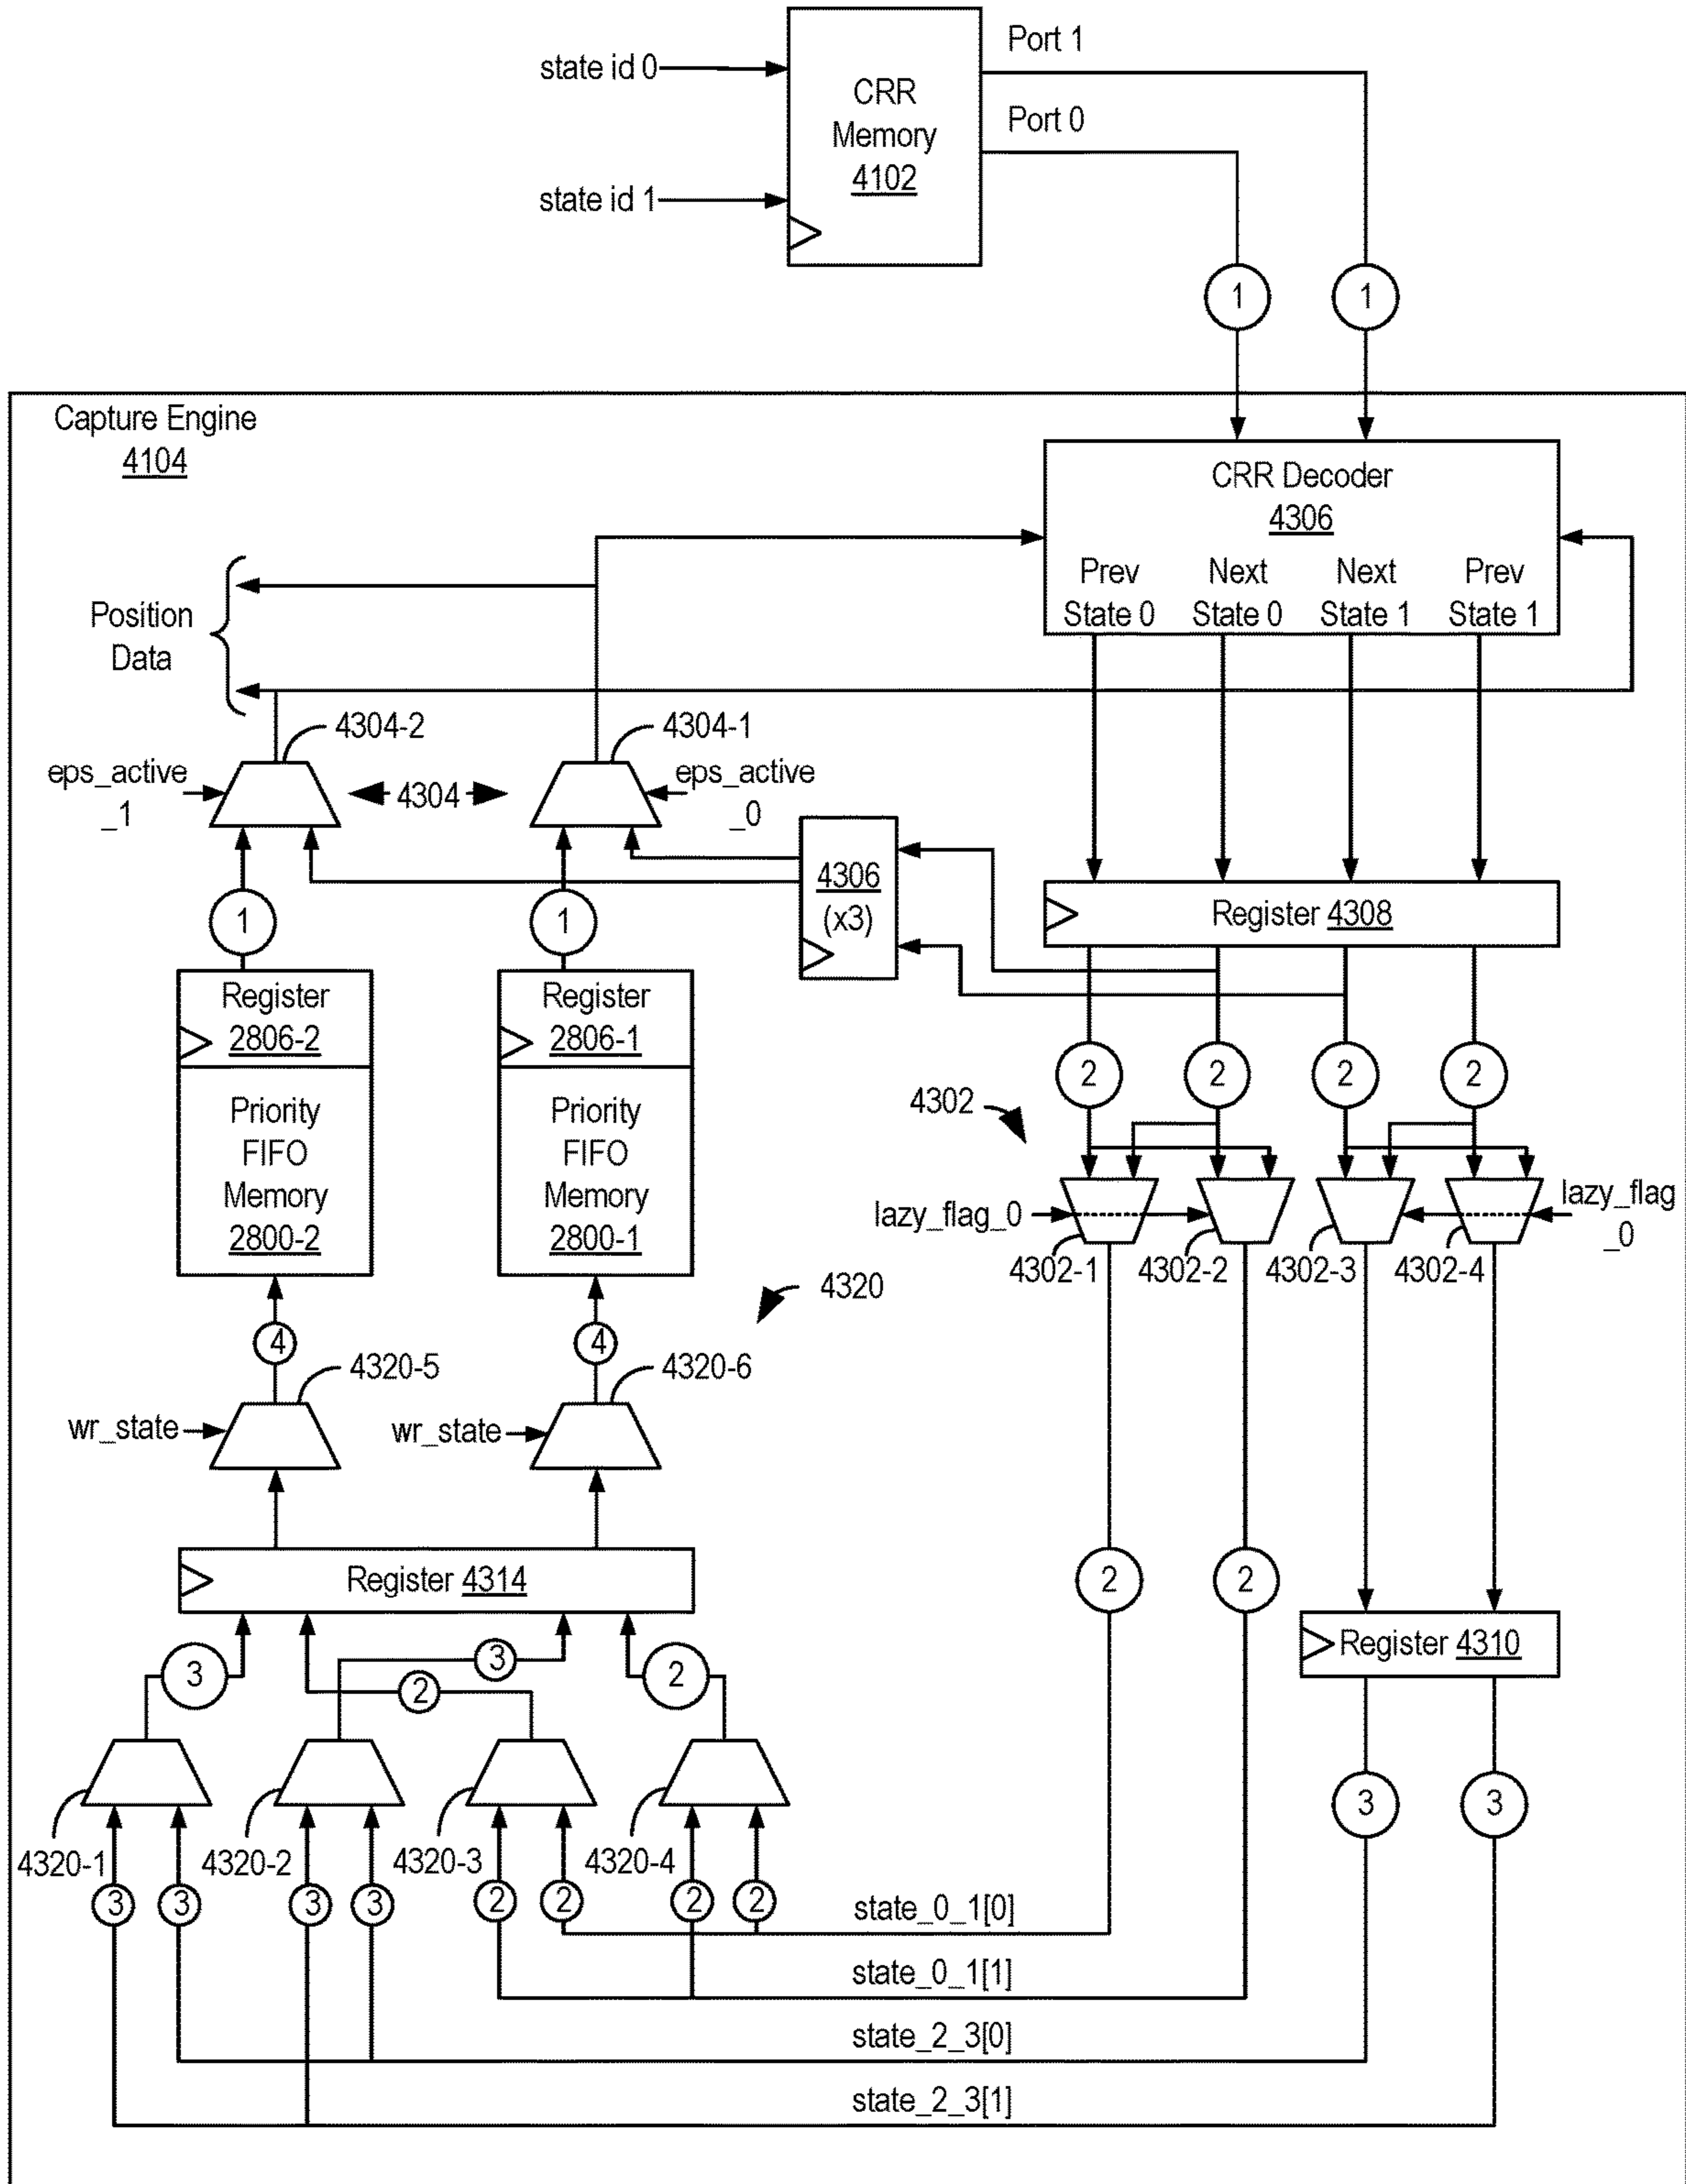 Port 1
state id 0
CRR
Memory
4102
Port 0
state id 1
1
1
Capture Engine
4104
CRR Decoder
4306
Prev
State 0
Next
State 0
Next
State 1
Prev
State 1
Position
Data
4304-2
4304-1
eps_active
_1
4304
eps_active
_0
4306
(x3)
Register 4308
1
1
Register
2806-2
Register
2806-1
2
2
2
2
Priority
FIFO
Memory
2800-2
Priority
FIFO
Memory
2800-1
4302
lazy_flag_0
lazy_flag
_0
4302-1
4302-2
4302-3
4302-4
4320
4
4
4320-5
4320-6
wr_state
wr_state
Register 4314
2
2
Register 4310
3
3
2
2
3
3
4320-1
4320-2
4320-3
4320-4
3
3
3
3
2
2
2
2
state_0_1[0]
state_0_1[1]
state_2_3[0]
state_2_3[1]